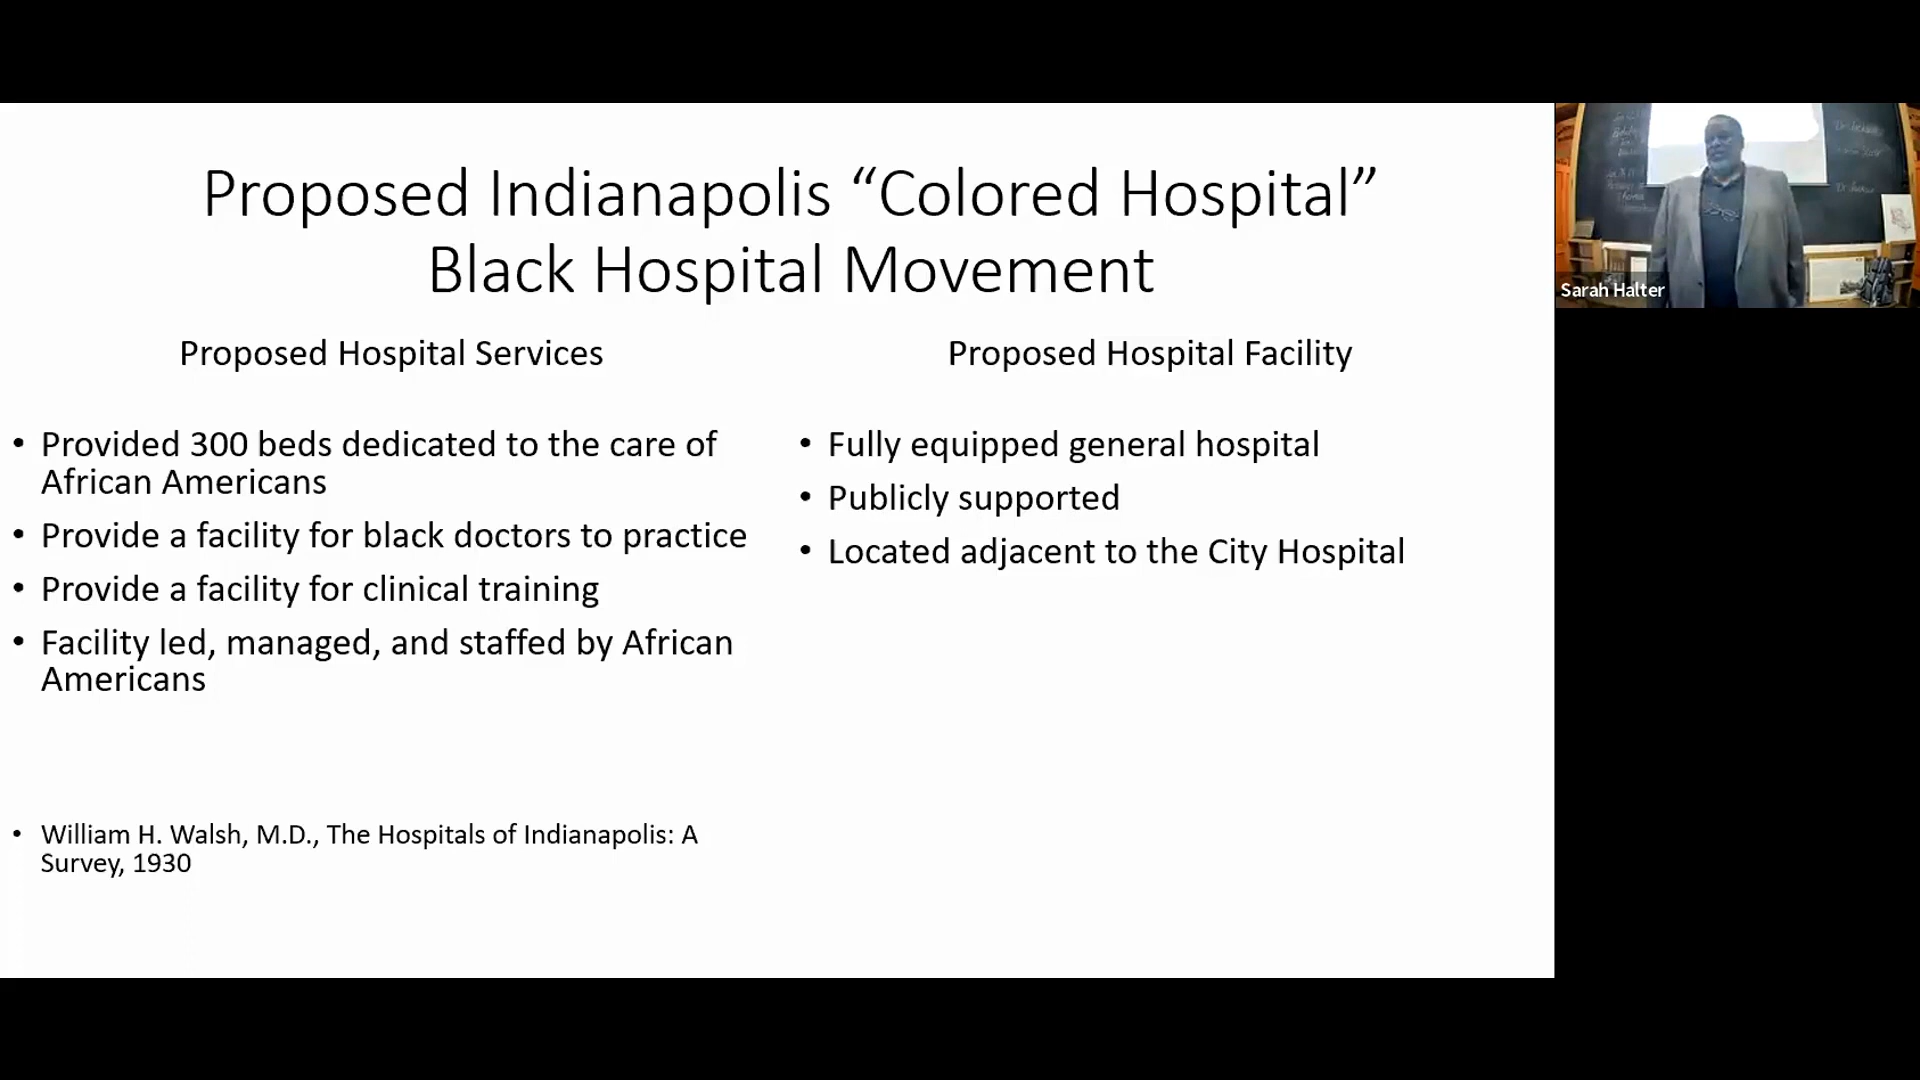 Proposed Indianapolis “Colored Hospital”
Black Hospital Movement
Proposed Hospital Services
• Provided 300 beds dedicated to the care of
African Americans
• Provide a facility for black doctors to practice
• Provide a facility for clinical training
• Facility led, managed, and staffed by African
Americans
• William H. Walsh, M.D., The Hospitals of Indianapolis: A
Survey, 1930
Proposed Hospital Facility
• Fully equipped general hospital
• Publicly supported
• Located adjacent to the City Hospital
Sarah Halter